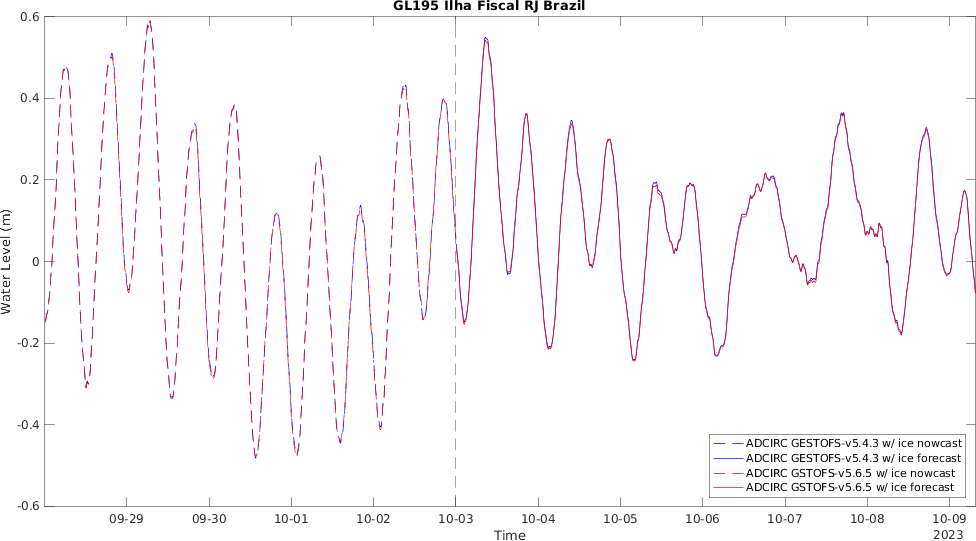 GL195 Ilha Fiscal RJ Brazil
0.6
0.4
0.2
0
-0.2
-0.4
-0.6
Water Level (m)
ADCIRC GESTOFS-v5.4.3 w/ ice nowcast
ADCIRC GESTOFS-v5.4.3 w/ ice forecast
ADCIRC GSTOFS-v5.6.5 w/ ice nowcast
ADCIRC GSTOFS-v5.6.5 w/ ice forecast
09-29 09-30 10-01 10-02 10-03 10-04 10-05 10-06 10-07 10-08 10-09
Time 2023